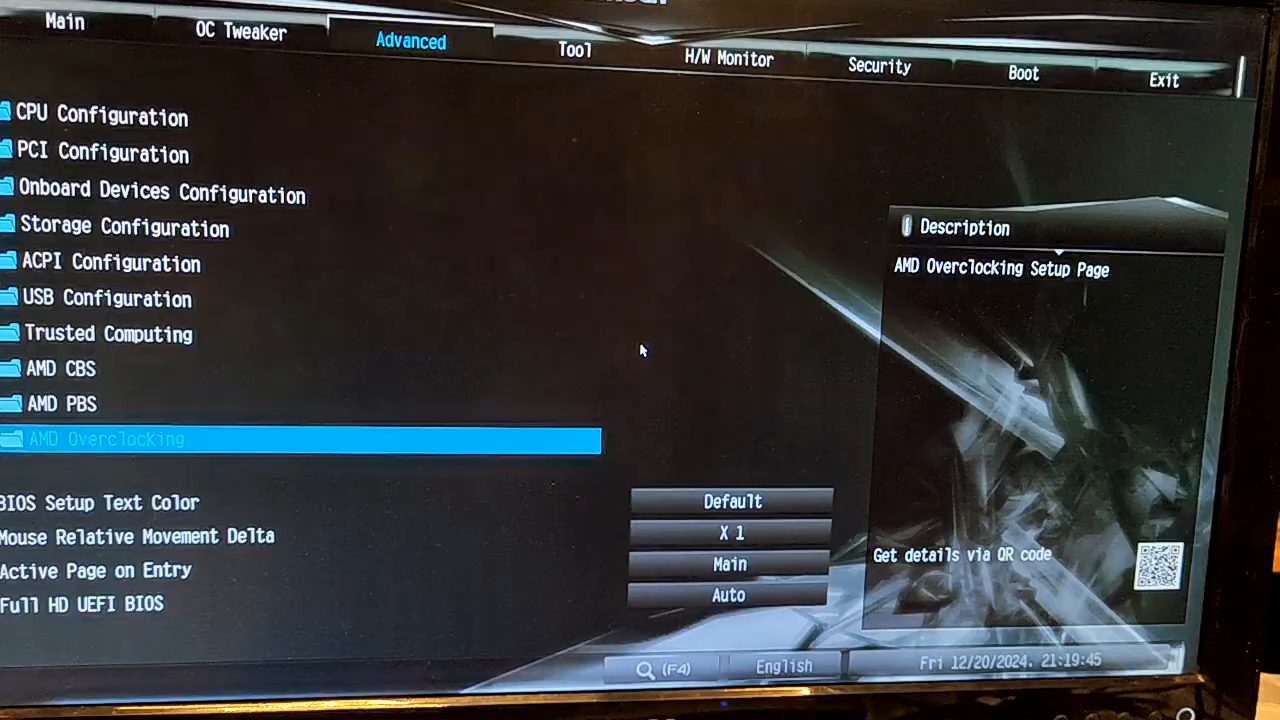 Main
OC Tweaker
Advanced
Tool
H/W Monitor
Security
Boot
Exit
CPU Configuration
PCI Configuration
Onboard Devices Configuration
Storage Configuration
ACPI Configuration
USB Configuration
Trusted Computing
AMD CBS
AMD PBS
AMD Overclocking
BIOS Setup Text Color Default
Mouse Relative Movement Delta X 1
Active Page on Entry Main
Full HD UEFI BIOS Auto
Description
AMD Overclocking Setup Page
Get details via QR code
(F4)
English
Fri 12/20/2024. 21:19:45